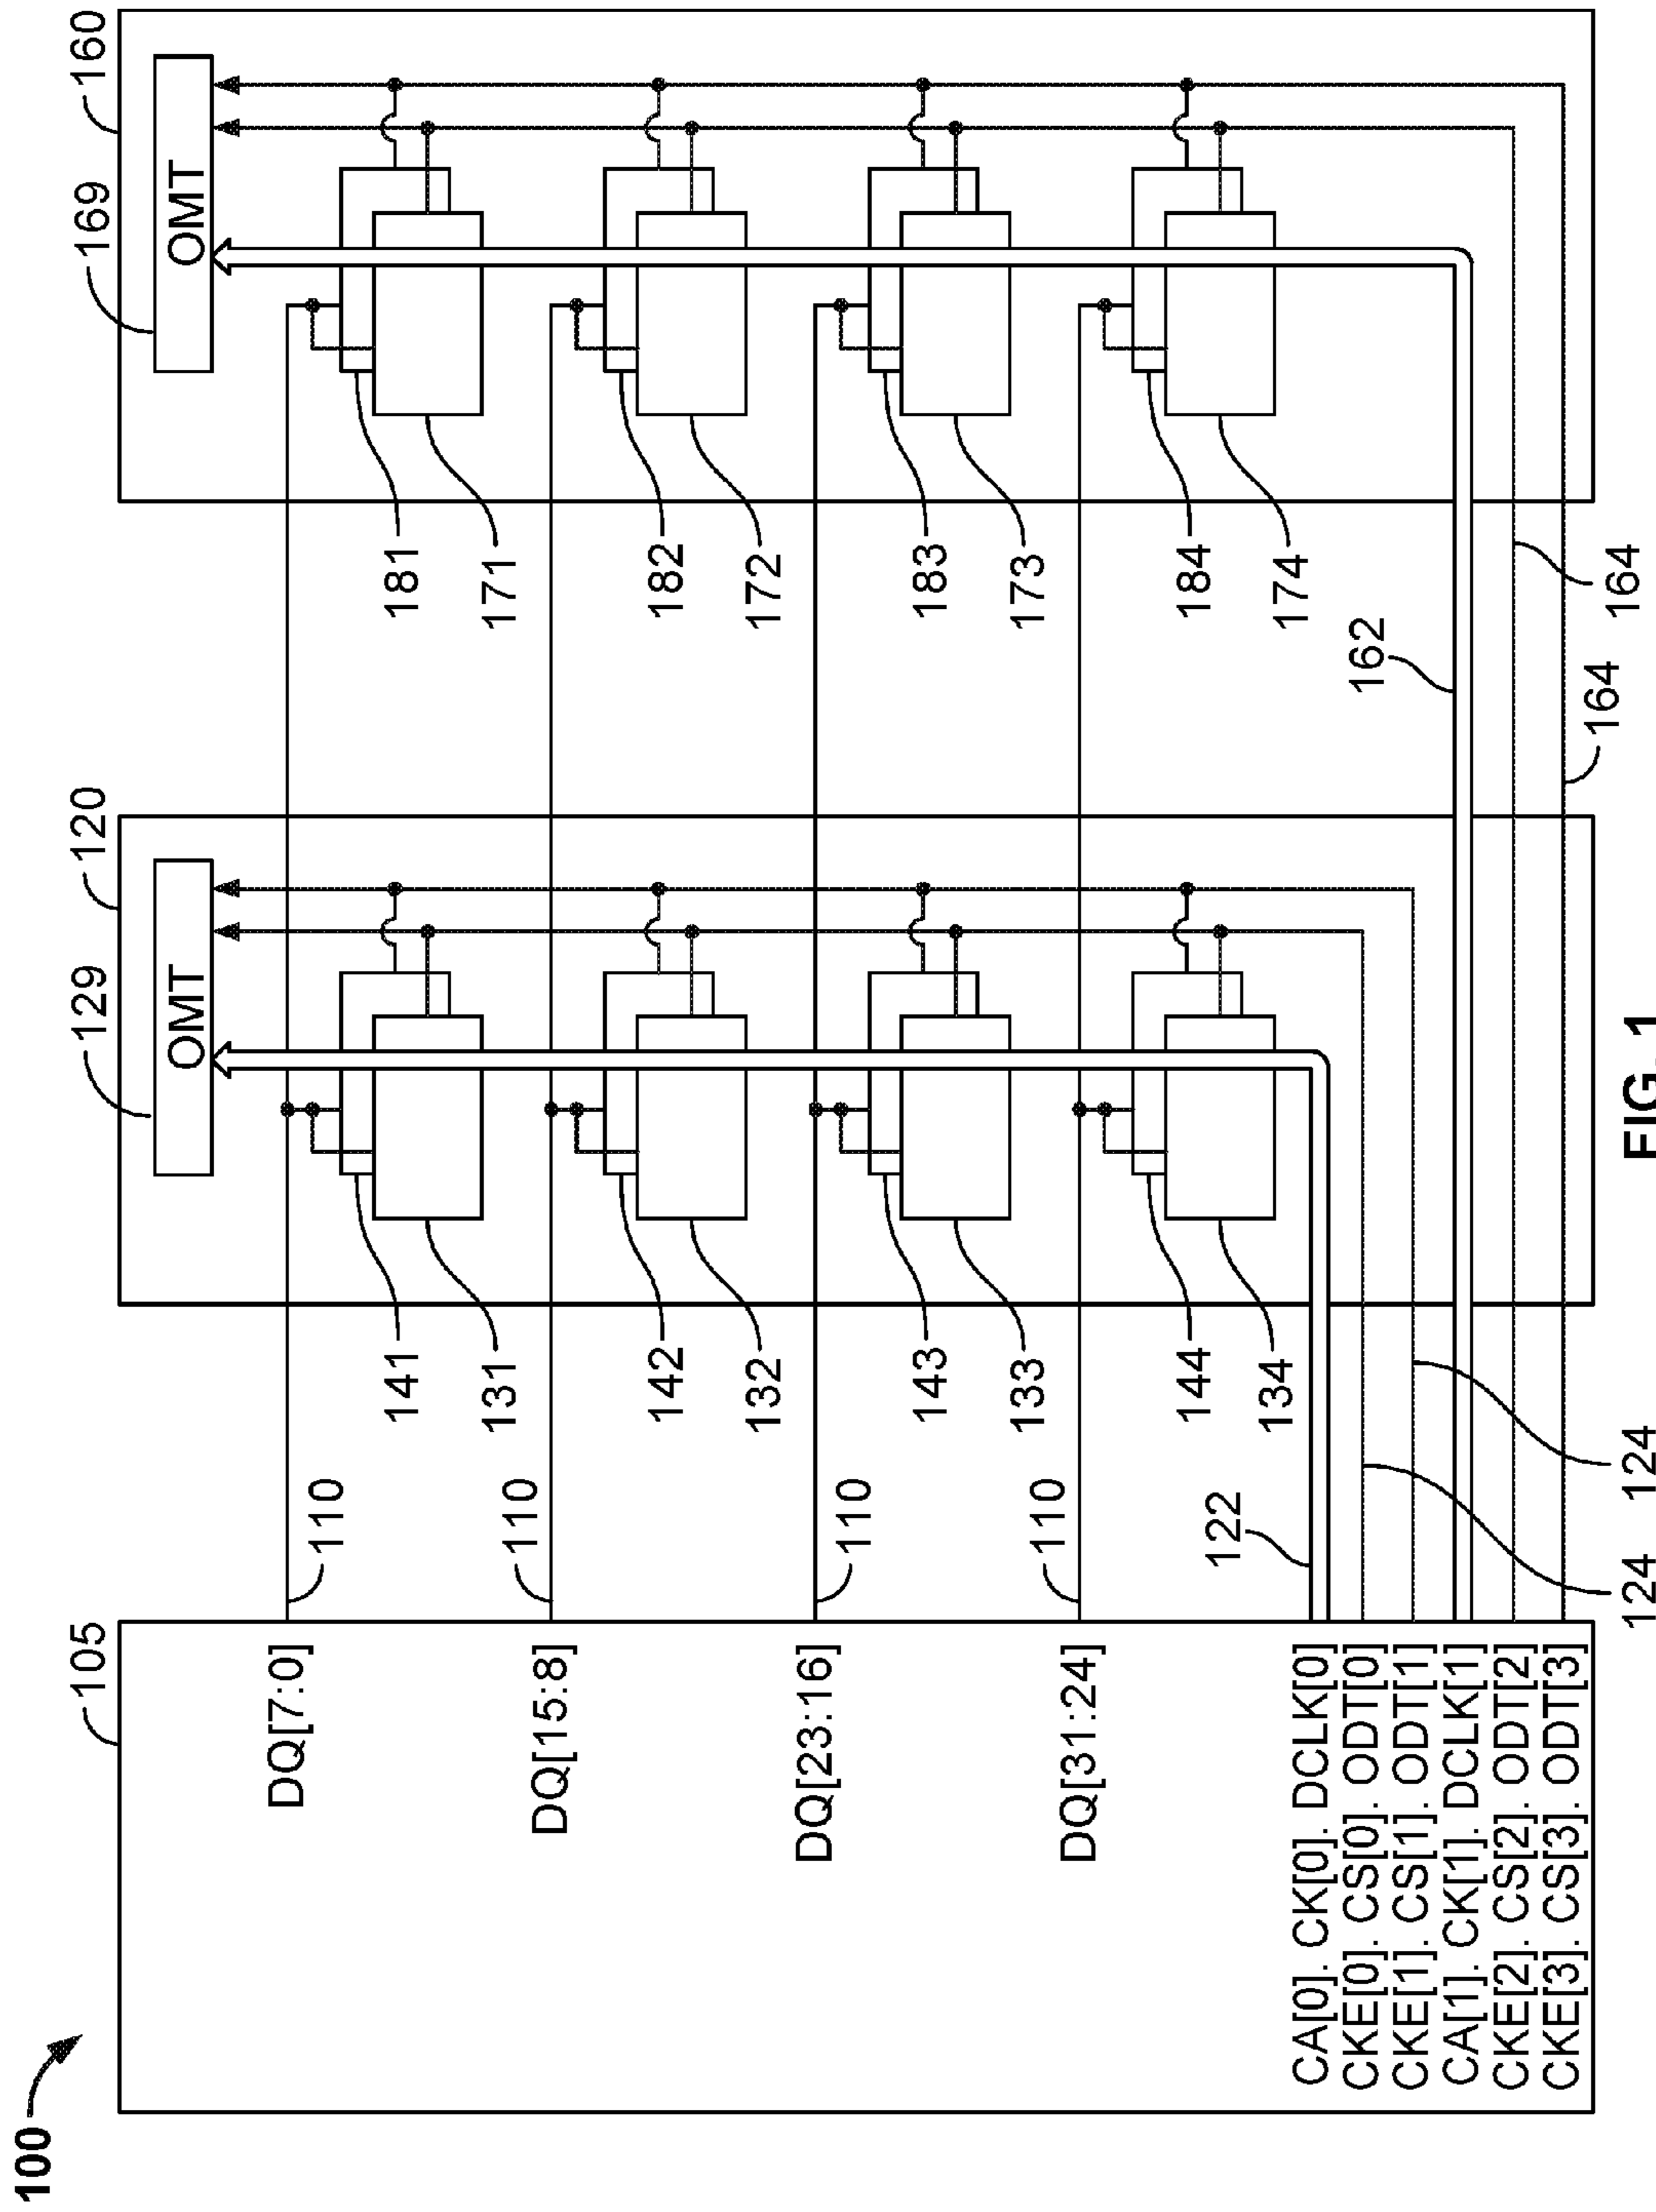 100
105
120
160
129
169
OMT
OMT
DQ[7:0]
110
141
131
181
171
DQ[15:8]
110
142
132
182
172
DQ[23:16]
110
143
133
183
173
DQ[31:24]
110
144
134
184
174
122
162
CA[0]. CK[0]. DCLK[0]
CKE[0]. CS[0]. ODT[0]
CKE[1]. CS[1]. ODT[1]
CA[1]. CK[1]. DCLK[1]
CKE[2]. CS[2]. ODT[2]
CKE[3]. CS[3]. ODT[3]
124
124
164
164
FIG. 1